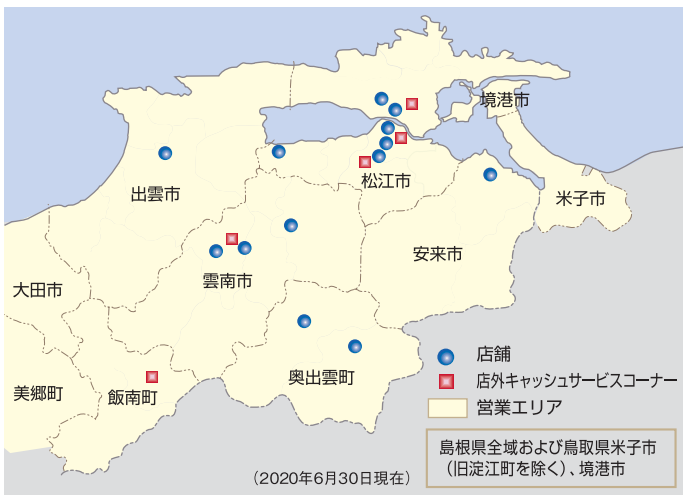 境港市
松江市
出雲市
米子市
安来市
雲南市
大田市
奥出雲町
美郷町
飯南町
店舗
店外キャッシュサービスコーナー
営業エリア
島根県全域および鳥取県米子市
(旧淀江町を除く)、境港市
(2020年6月30日現在)